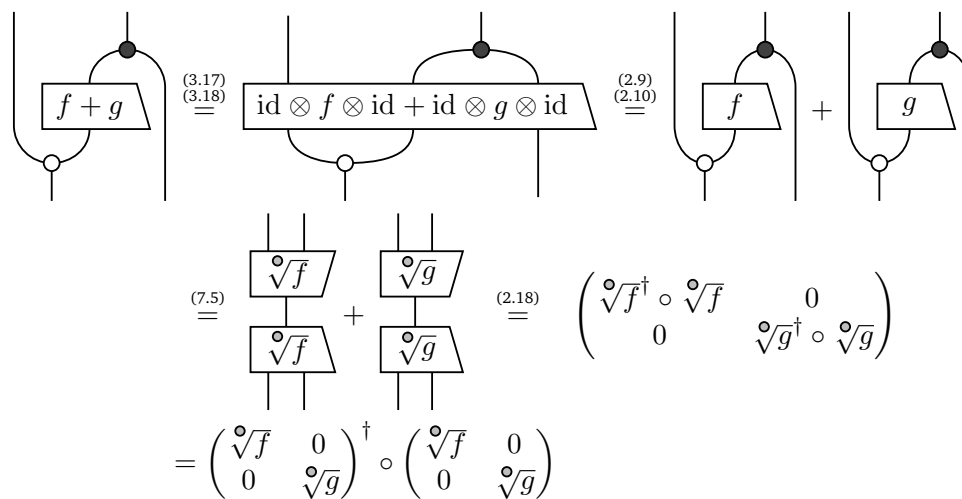 f + g (3.17) (3.18) = id ⊗ f ⊗ id + id ⊗ g ⊗ id (2.9) (2.10) = f + g
(7.5) = √f √f + √g √g (2.18) = ( √f† ∘ √f 0
0 √g† ∘ √g )
= ( √f 0
0 √g )† ∘ ( √f 0
0 √g )